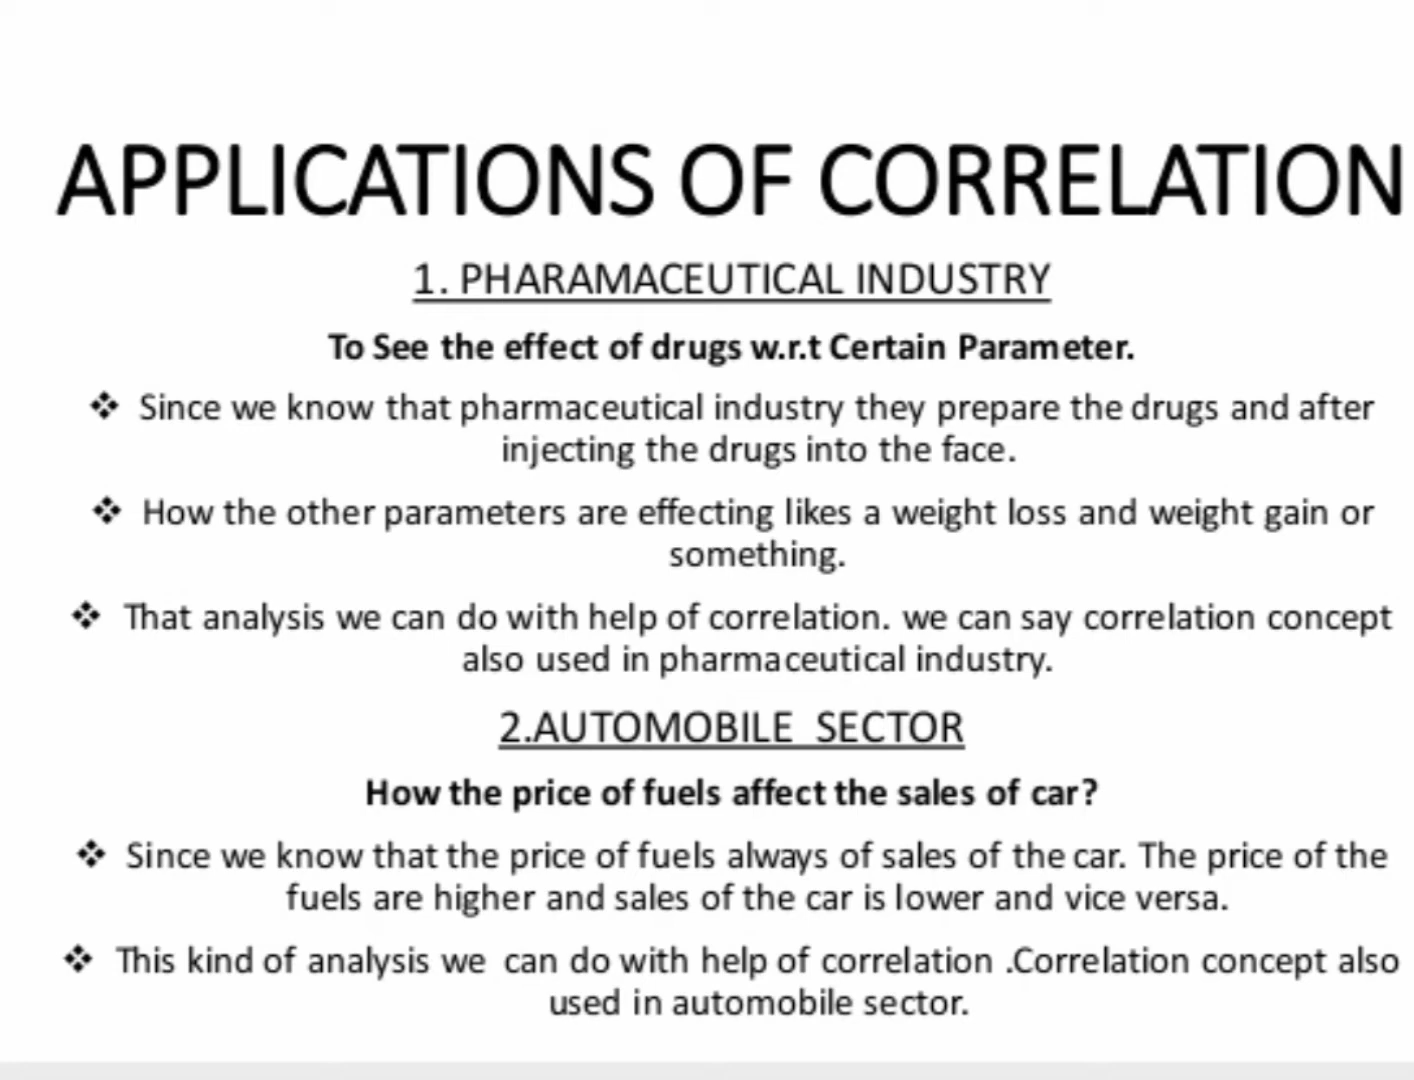 APPLICATIONS OF CORRELATION
1. PHARAMACEUTICAL INDUSTRY
To See the effect of drugs w.r.t Certain Parameter.
❖ Since we know that pharmaceutical industry they prepare the drugs and after
injecting the drugs into the face.
❖ How the other parameters are effecting likes a weight loss and weight gain or
something.
❖ That analysis we can do with help of correlation. we can say correlation concept
also used in pharmaceutical industry.
2.AUTOMOBILE SECTOR
How the price of fuels affect the sales of car?
❖ Since we know that the price of fuels always of sales of the car. The price of the
fuels are higher and sales of the car is lower and vice versa.
❖ This kind of analysis we can do with help of correlation .Correlation concept also
used in automobile sector.